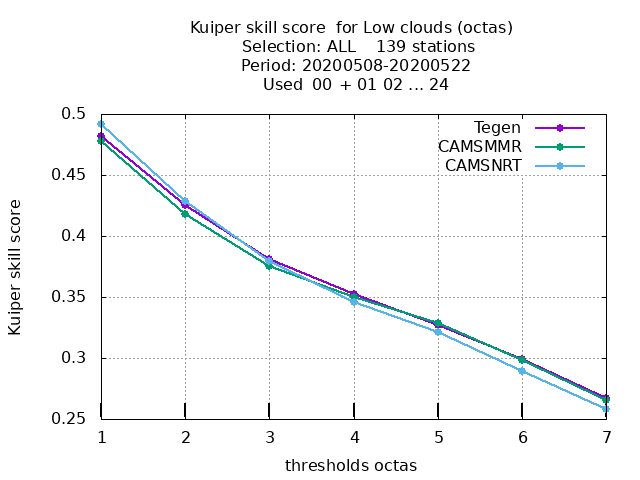 Kuiper skill score  for Low clouds (octas)
Selection: ALL    139 stations
Period: 20200508-20200522
Used  00 + 01 02 ... 24
Tegen
CAMSMMR
CAMSNRT
0.5
0.45
0.4
0.35
0.3
0.25
Kuiper skill score
1 2 3 4 5 6 7
thresholds octas